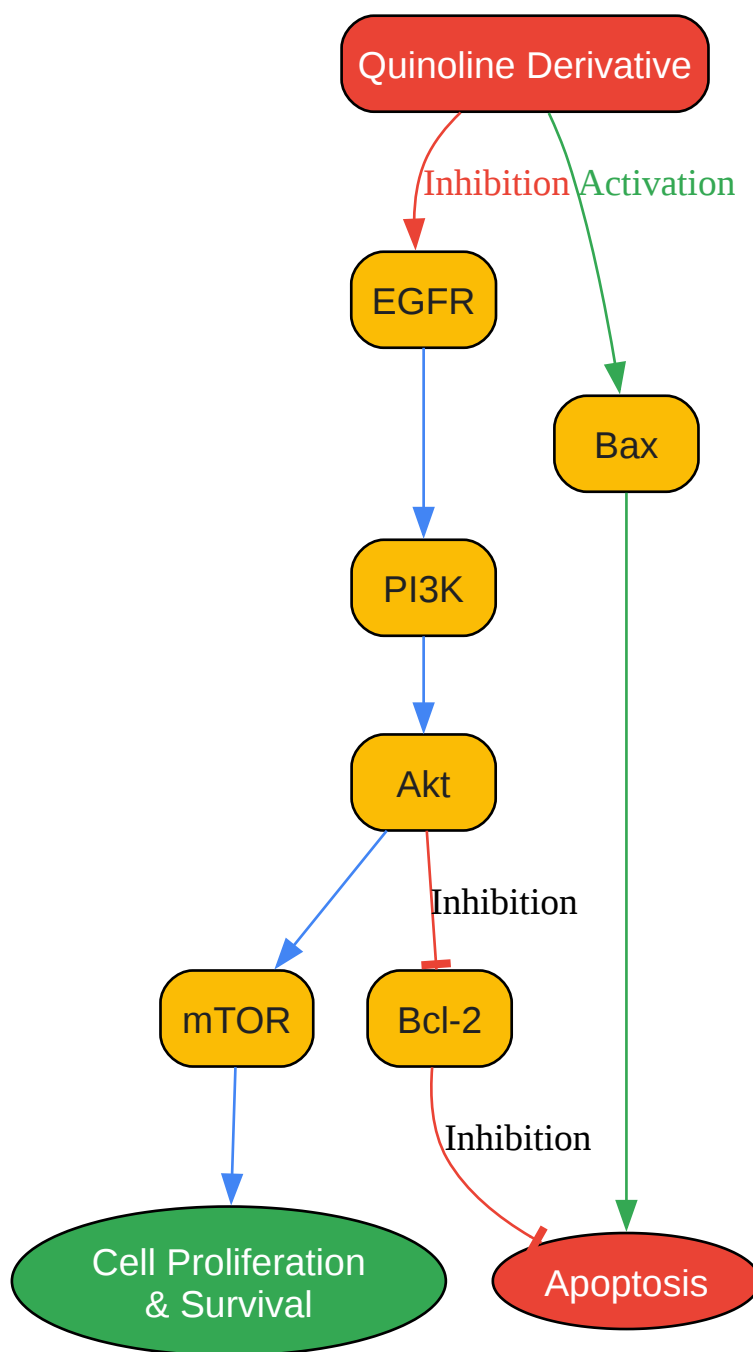 Quinoline Derivative
Inhibition
Activation
EGFR
Bax
PI3K
Akt
Inhibition
mTOR
Bcl-2
Inhibition
Cell Proliferation
& Survival
Apoptosis